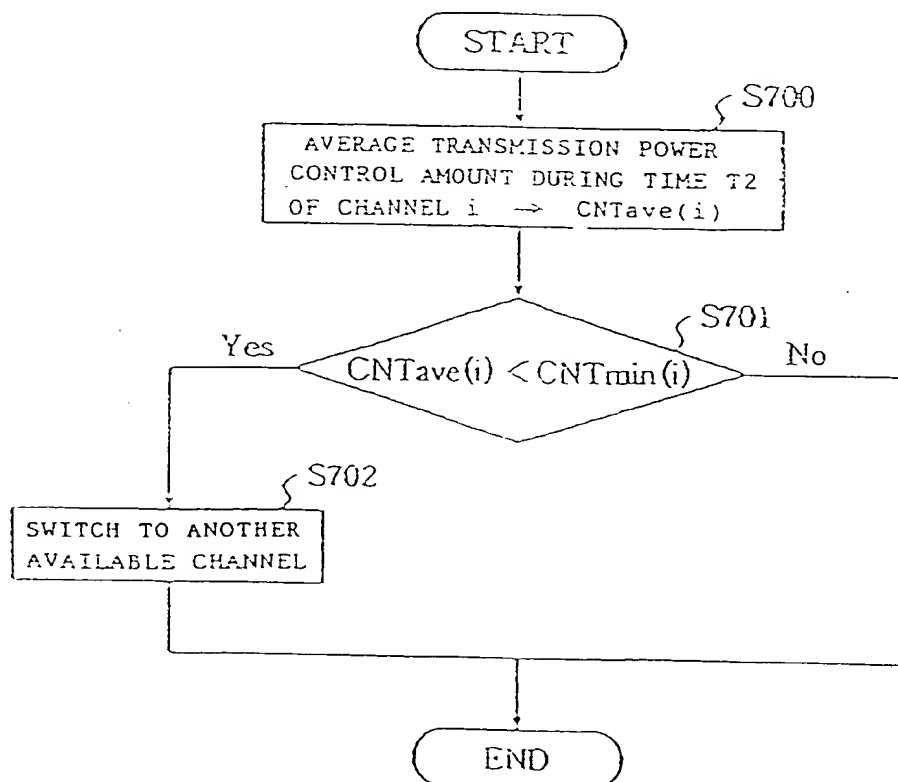 START
S700
AVERAGE TRANSMISSION POWER
CONTROL AMOUNT DURING TIME T2
OF CHANNEL i → CNTave(i)
S701
Yes
CNTave(i) < CNTmin(i)
No
S702
SWITCH TO ANOTHER
AVAILABLE CHANNEL
END